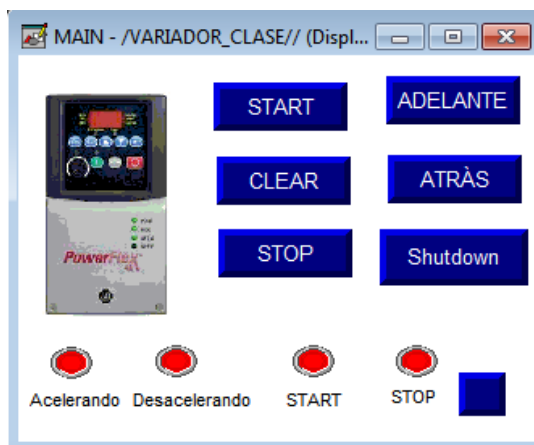 MAIN - /VARIADOR_CLASE// (Displ...
START
ADELANTE
CLEAR
ATRÀS
STOP
Shutdown
PowerFlex
Acelerando
Desacelerando
START
STOP